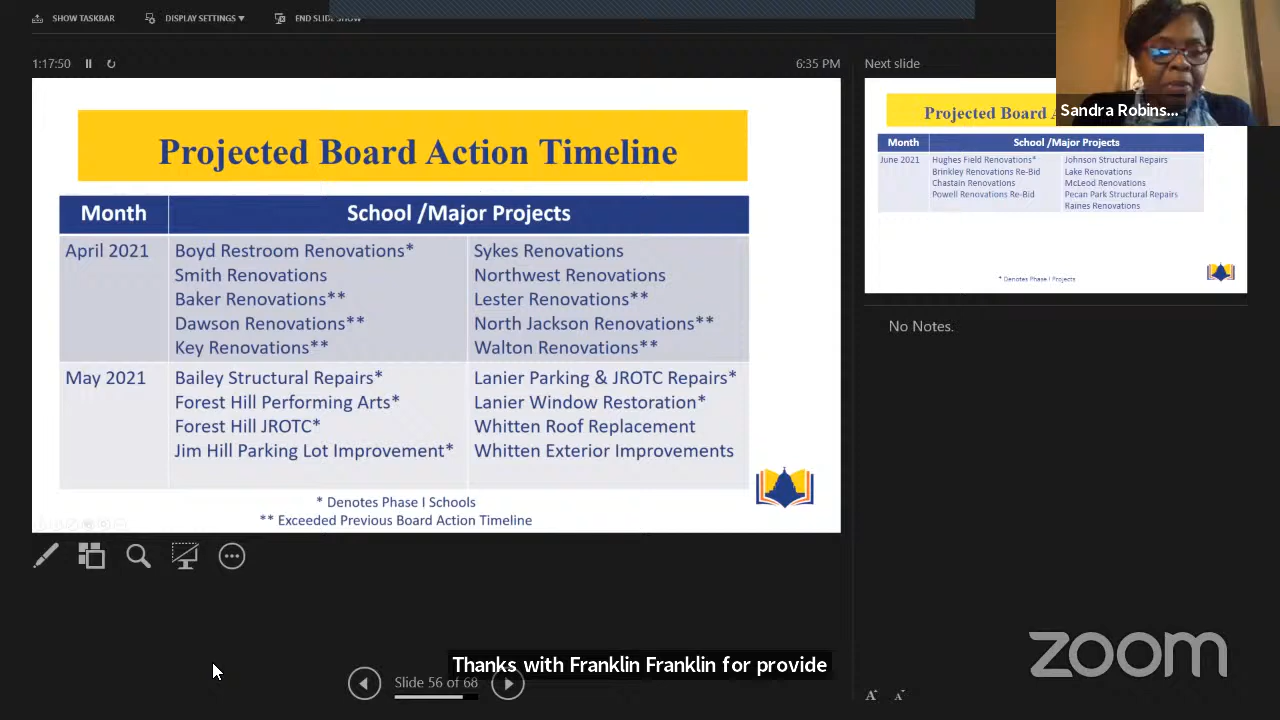 SHOW TASKBAR
DISPLAY SETTINGS ▼
END SLIDE SHOW
1:17:50
6:35 PM
Projected Board Action Timeline
Month
School /Major Projects
April 2021
Boyd Restroom Renovations*
Smith Renovations
Baker Renovations**
Dawson Renovations**
Key Renovations**
Sykes Renovations
Northwest Renovations
Lester Renovations**
North Jackson Renovations**
Walton Renovations**
May 2021
Bailey Structural Repairs*
Forest Hill Performing Arts*
Forest Hill JROTC*
Jim Hill Parking Lot Improvement*
Lanier Parking & JROTC Repairs*
Lanier Window Restoration*
Whitten Roof Replacement
Whitten Exterior Improvements
* Denotes Phase I Schools
** Exceeded Previous Board Action Timeline
Next slide
Projected Board A
Month
School/Major Projects
June 2021
Hughes Field Renovations*
Brinkley Renovations Re-Bid
Chastain Renovations
Powell Renovations Re-Bid
Johnson Structural Repairs
Lake Renovations
McLeod Renovations
Pecan Park Structural Repairs
Raines Renovations
* Denotes Phase I Projects
Sandra Robins...
No Notes.
Thanks with Franklin Franklin for provide
Slide 56 of 68
zoom
A A